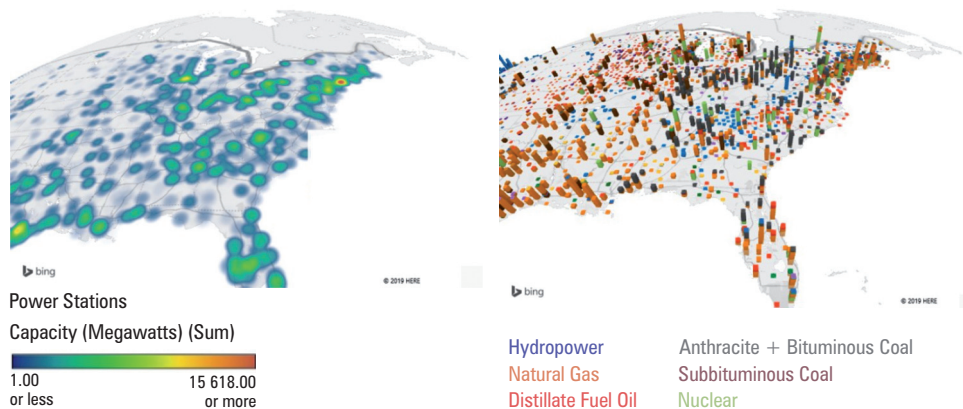 bing
© 2019 HERE
Power Stations
Capacity (Megawatts) (Sum)
1.00
or less
15 618.00
or more
bing
© 2019 HERE
Hydropower
Natural Gas
Distillate Fuel Oil
Anthracite + Bituminous Coal
Subbituminous Coal
Nuclear